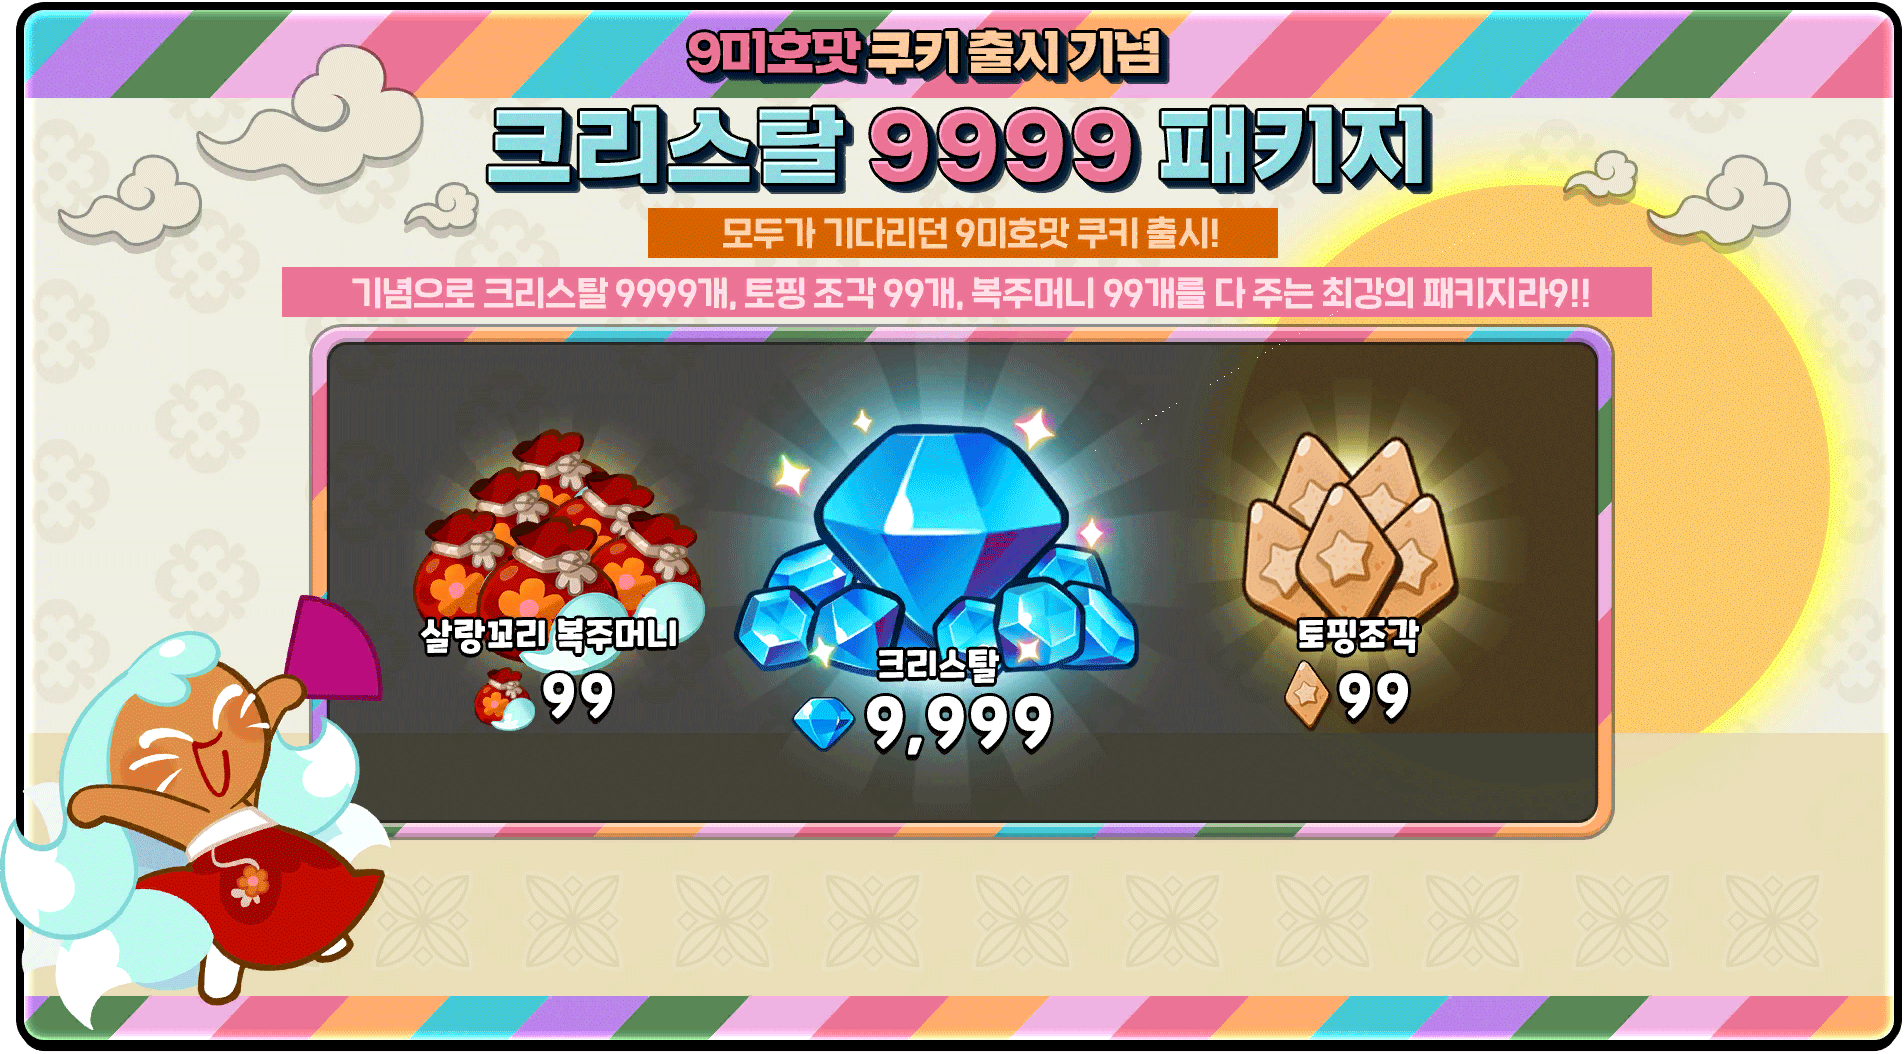 9미호맛 쿠키 출시 기념
크리스탈 9999 패키지
모두가 기다리던 9미호맛 쿠키 출시!
기념으로 크리스탈 9999개, 토핑 조각 99개, 복주머니 99개를 다 주는 최강의 패키지라9!!
살랑꼬리 복주머니
99
크리스탈
9,999
토핑조각
99